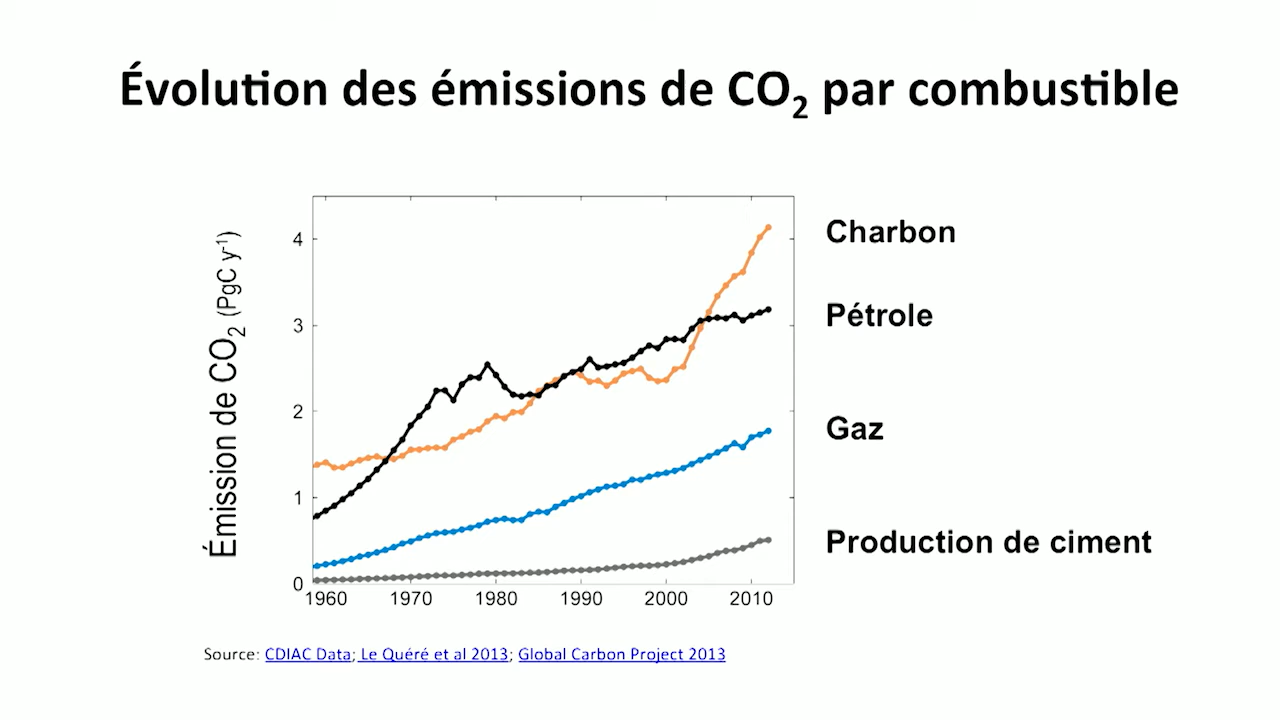 Évolution des émissions de CO₂ par combustible
Émission de CO₂ (PgC y⁻¹)
4
3
2
1
0
1960 1970 1980 1990 2000 2010
Charbon
Pétrole
Gaz
Production de ciment
Source: CDIAC Data; Le Quéré et al 2013; Global Carbon Project 2013